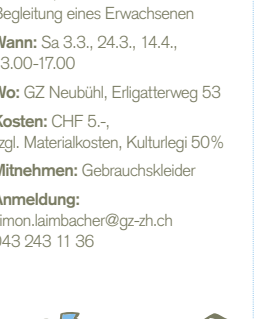 Begleitung eines Erwachsenen
Wann: Sa 3.3., 24.3., 14.4.,
3.00-17.00
Wo: GZ Neubühl, Erligatterweg 53
Kosten: CHF 5.-,
zgl. Materialkosten, Kulturlegi 50%
Mitnehmen: Gebrauchskleider
Anmeldung:
simon.laimbacher@gz-zh.ch
043 243 11 36